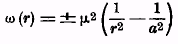 ω(r) = ± μ²(1/r² − 1/a²)